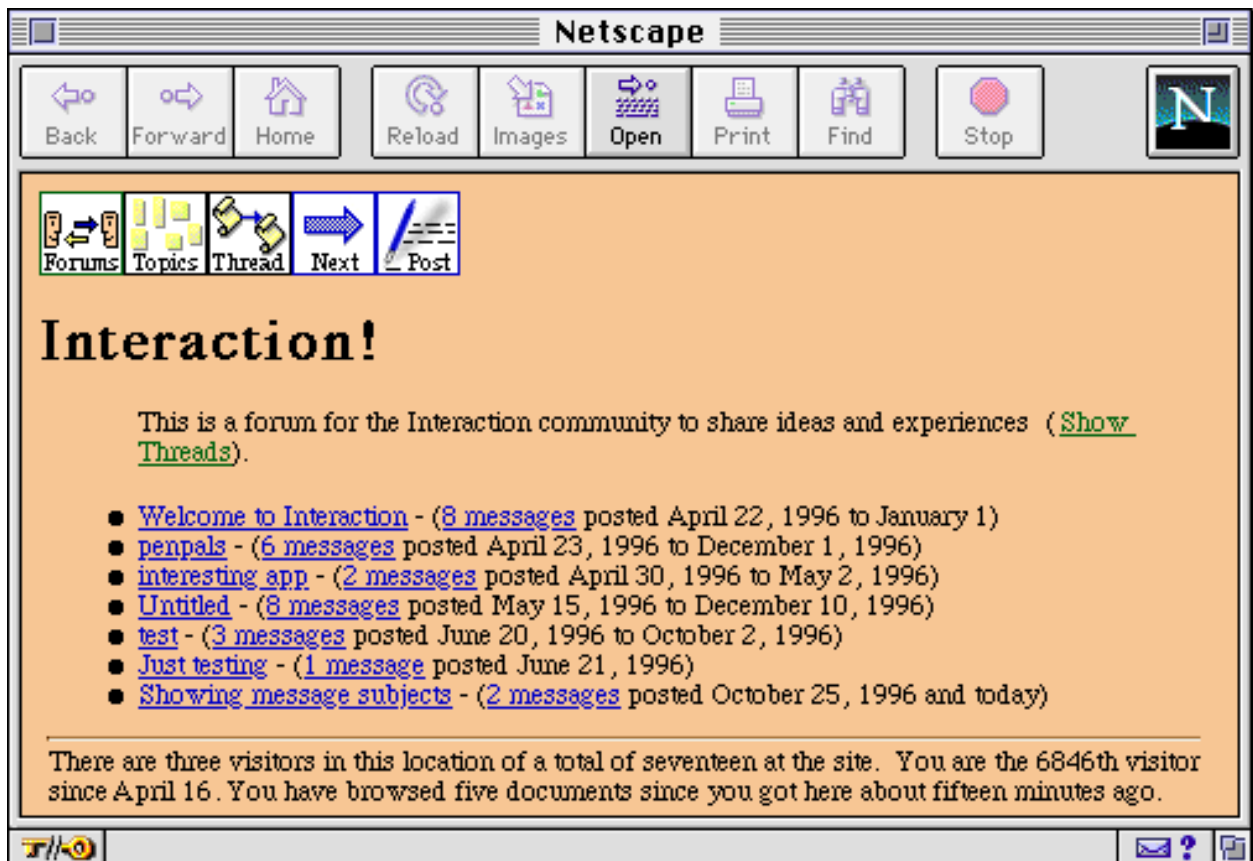 Netscape
Back Forward Home Reload Images Open Print Find Stop N
Forums Topics Thread Next Post
Interaction!
This is a forum for the Interaction community to share ideas and experiences (Show
Threads).
Welcome to Interaction - (8 messages posted April 22, 1996 to January 1)
penpals - (6 messages posted April 23, 1996 to December 1, 1996)
interesting app - (2 messages posted April 30, 1996 to May 2, 1996)
Untitled - (8 messages posted May 15, 1996 to December 10, 1996)
test - (3 messages posted June 20, 1996 to October 2, 1996)
Just testing - (1 message posted June 21, 1996)
Showing message subjects - (2 messages posted October 25, 1996 and today)
There are three visitors in this location of a total of seventeen at the site. You are the 6846th visitor
since April 16. You have browsed five documents since you got here about fifteen minutes ago.
?